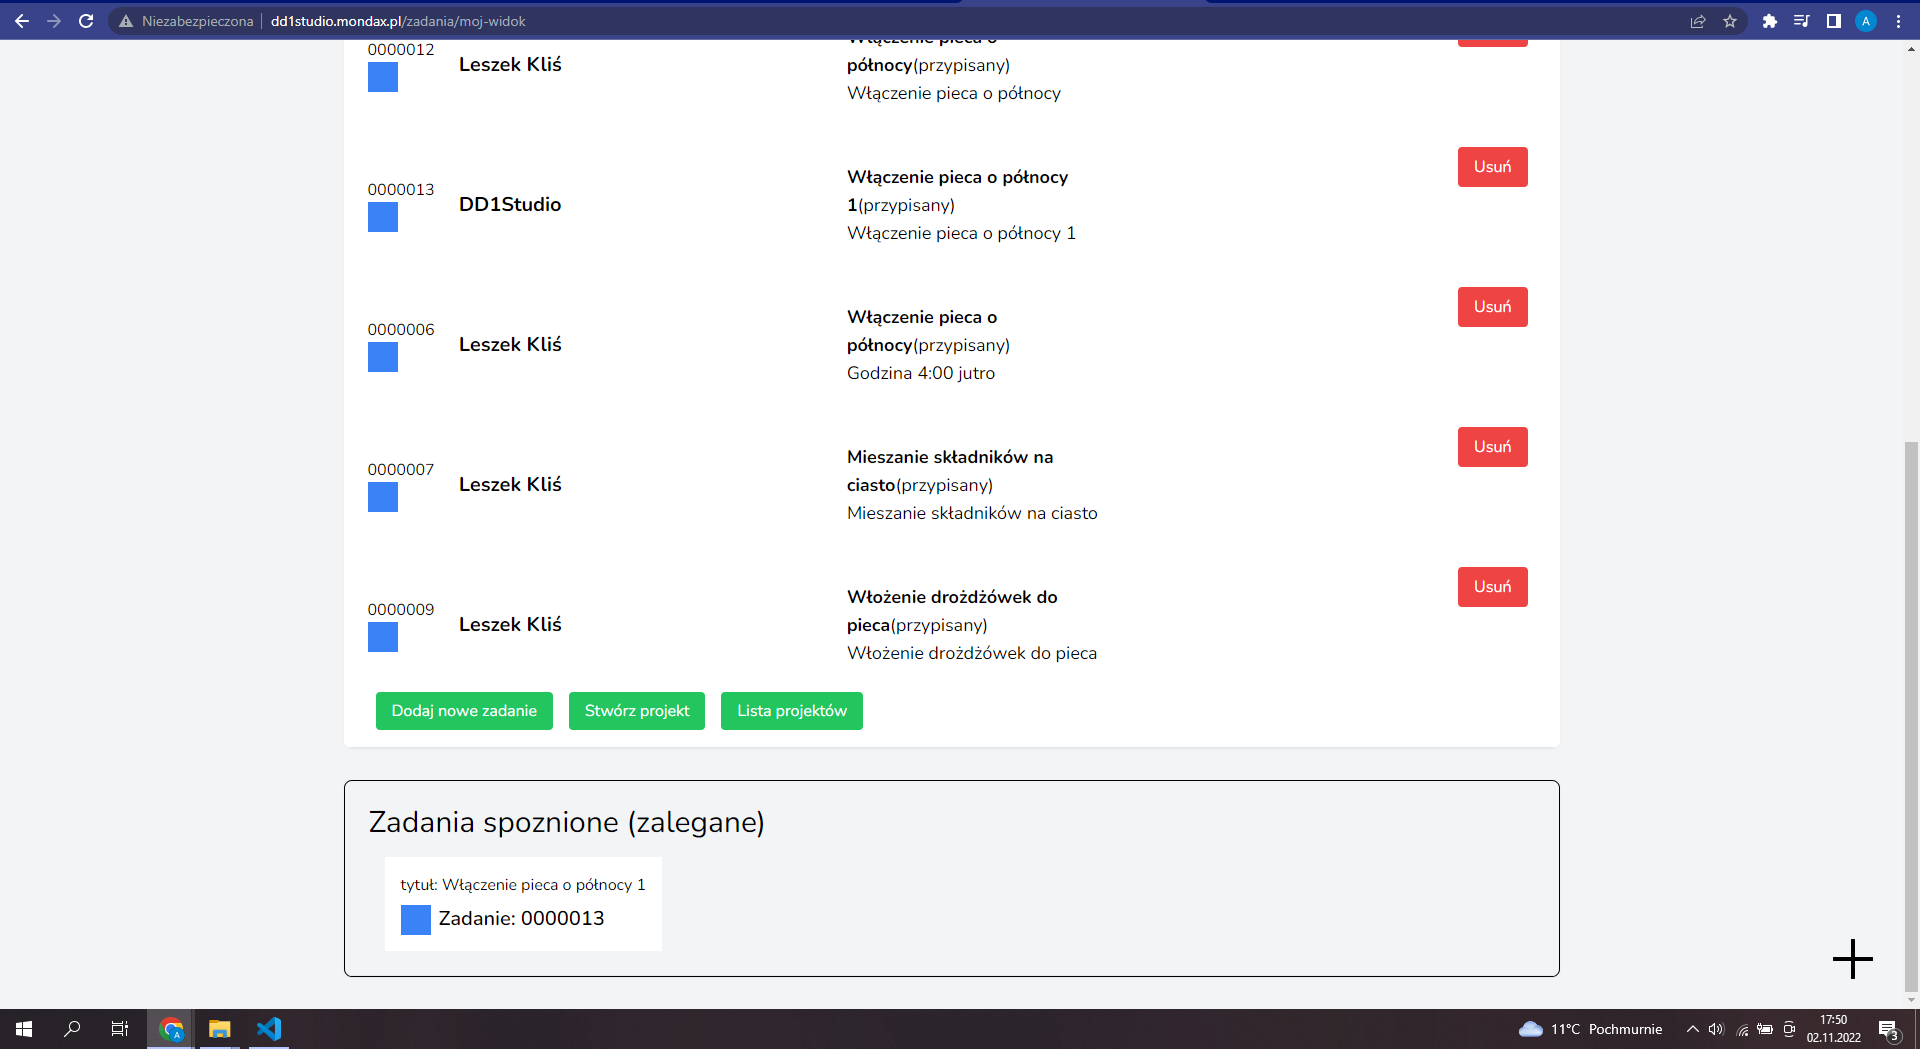 Niezabezpieczona
dd1studio.mondax.pl/zadania/moj-widok
A
0000012
Leszek Kliś
Włączenie pieca o
północy(przypisany)
Włączenie pieca o północy
0000013
DD1Studio
Włączenie pieca o północy
1(przypisany)
Włączenie pieca o północy 1
Usuń
0000006
Leszek Kliś
Włączenie pieca o
północy(przypisany)
Godzina 4:00 jutro
Usuń
0000007
Leszek Kliś
Mieszanie składników na
ciasto(przypisany)
Mieszanie składników na ciasto
Usuń
0000009
Leszek Kliś
Włożenie drożdżówek do
pieca(przypisany)
Włożenie drożdżówek do pieca
Usuń
Dodaj nowe zadanie
Stwórz projekt
Lista projektów
Zadania spoznione (zalegane)
tytuł: Włączenie pieca o północy 1
Zadanie: 0000013
A
11°C Pochmurnie
17:50
02.11.2022
3